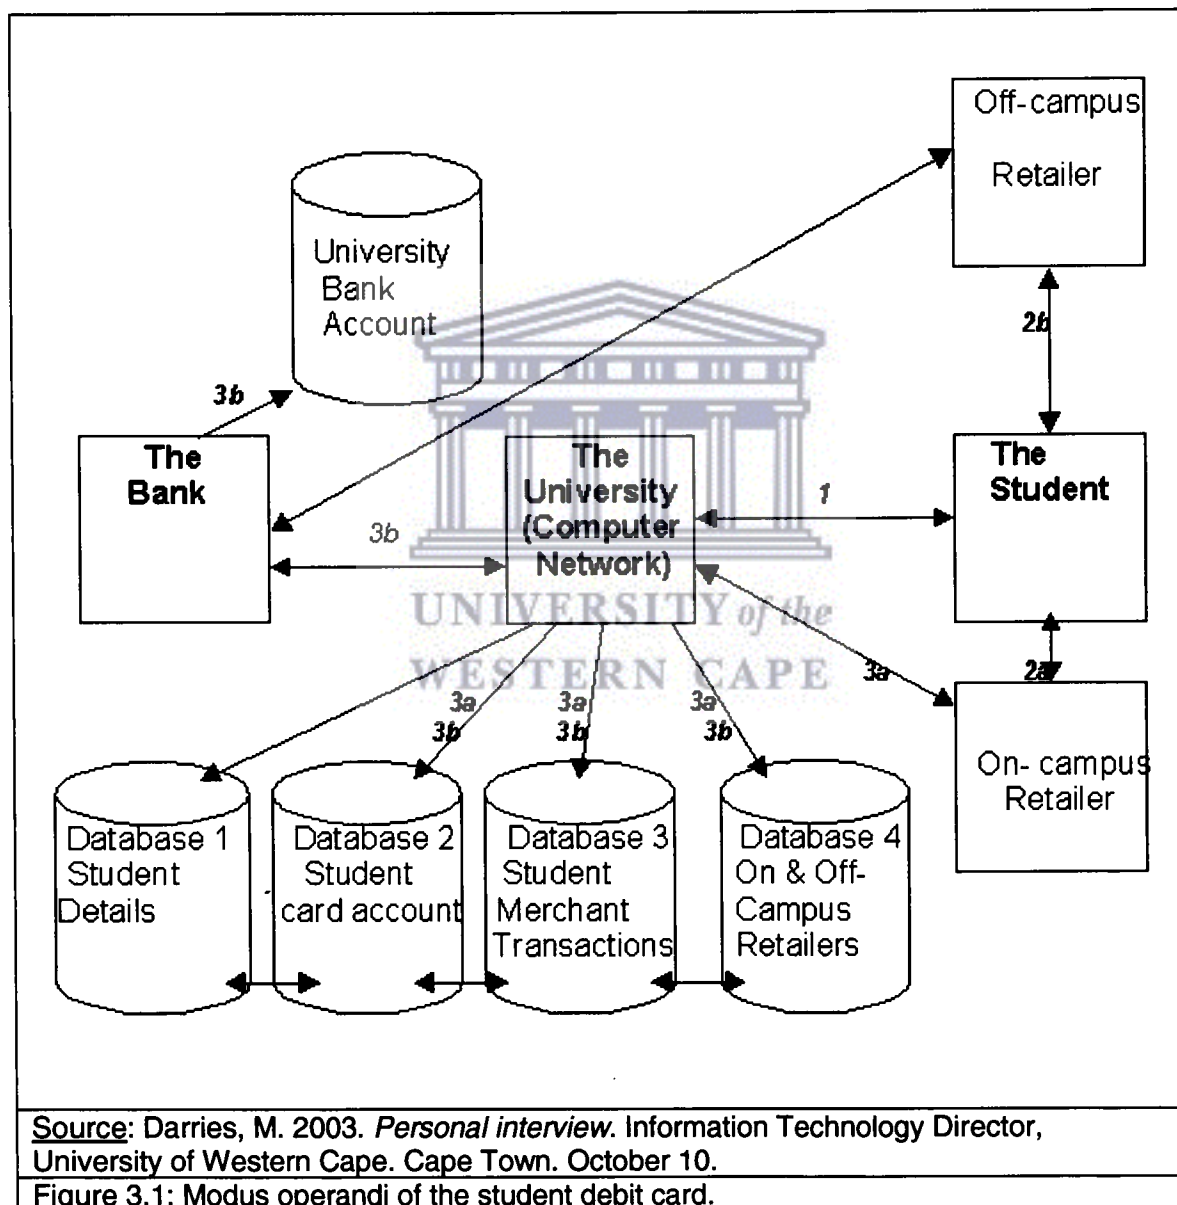 Off-campus
Retailer
University
Bank
Account
2b
3b
The
Bank
The
University
(Computer
Network)
The
Student
1
3b
UNIVERSITY of the
WESTERN CAPE
3a
2a
3a
3b
3a
3b
3a
3b
On- campus
Retailer
Database 1
Student
Details
Database 2
Student
card account
Database 3
Student
Merchant
Transactions
Database 4
On & Off-
Campus
Retailers
Source: Darries, M. 2003. Personal interview. Information Technology Director,
University of Western Cape. Cape Town. October 10.
Figure 3.1: Modus operandi of the student debit card.